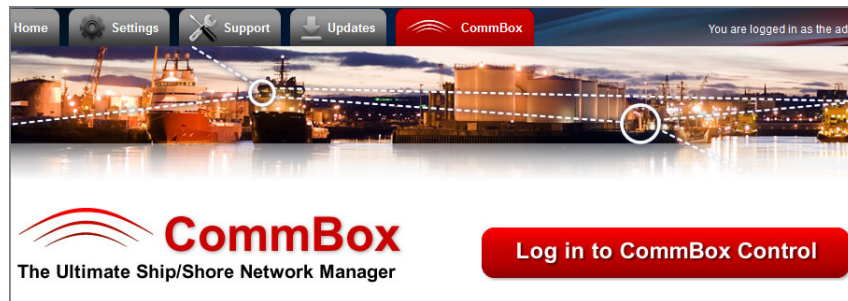 Home Settings Support Updates CommBox You are logged in as the ad
CommBox
The Ultimate Ship/Shore Network Manager
Log in to CommBox Control